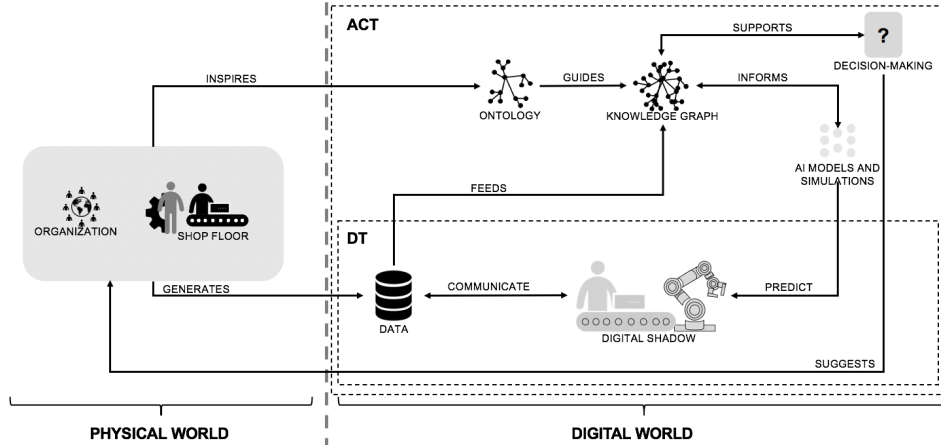 ACT
SUPPORTS
?
DECISION-MAKING
INSPIRES
GUIDES
INFORMS
ONTOLOGY
KNOWLEDGE GRAPH
AI MODELS AND
SIMULATIONS
FEEDS
ORGANIZATION
SHOP FLOOR
DT
GENERATES
COMMUNICATE
PREDICT
DATA
DIGITAL SHADOW
SUGGESTS
PHYSICAL WORLD
DIGITAL WORLD